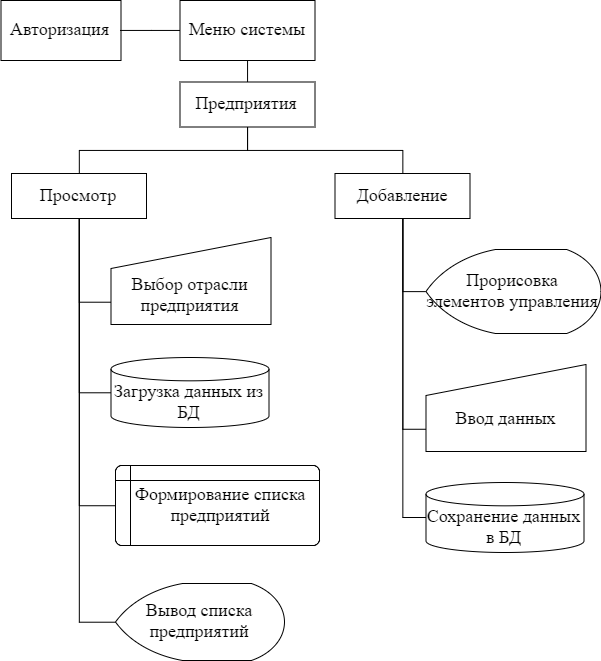 Авторизация
Меню системы
Предприятия
Просмотр
Добавление
Выбор отрасли
предприятия
Загрузка данных из
БД
Формирование списка
предприятий
Вывод списка
предприятий
Прорисовка
элементов управления
Ввод данных
Сохранение данных
в БД